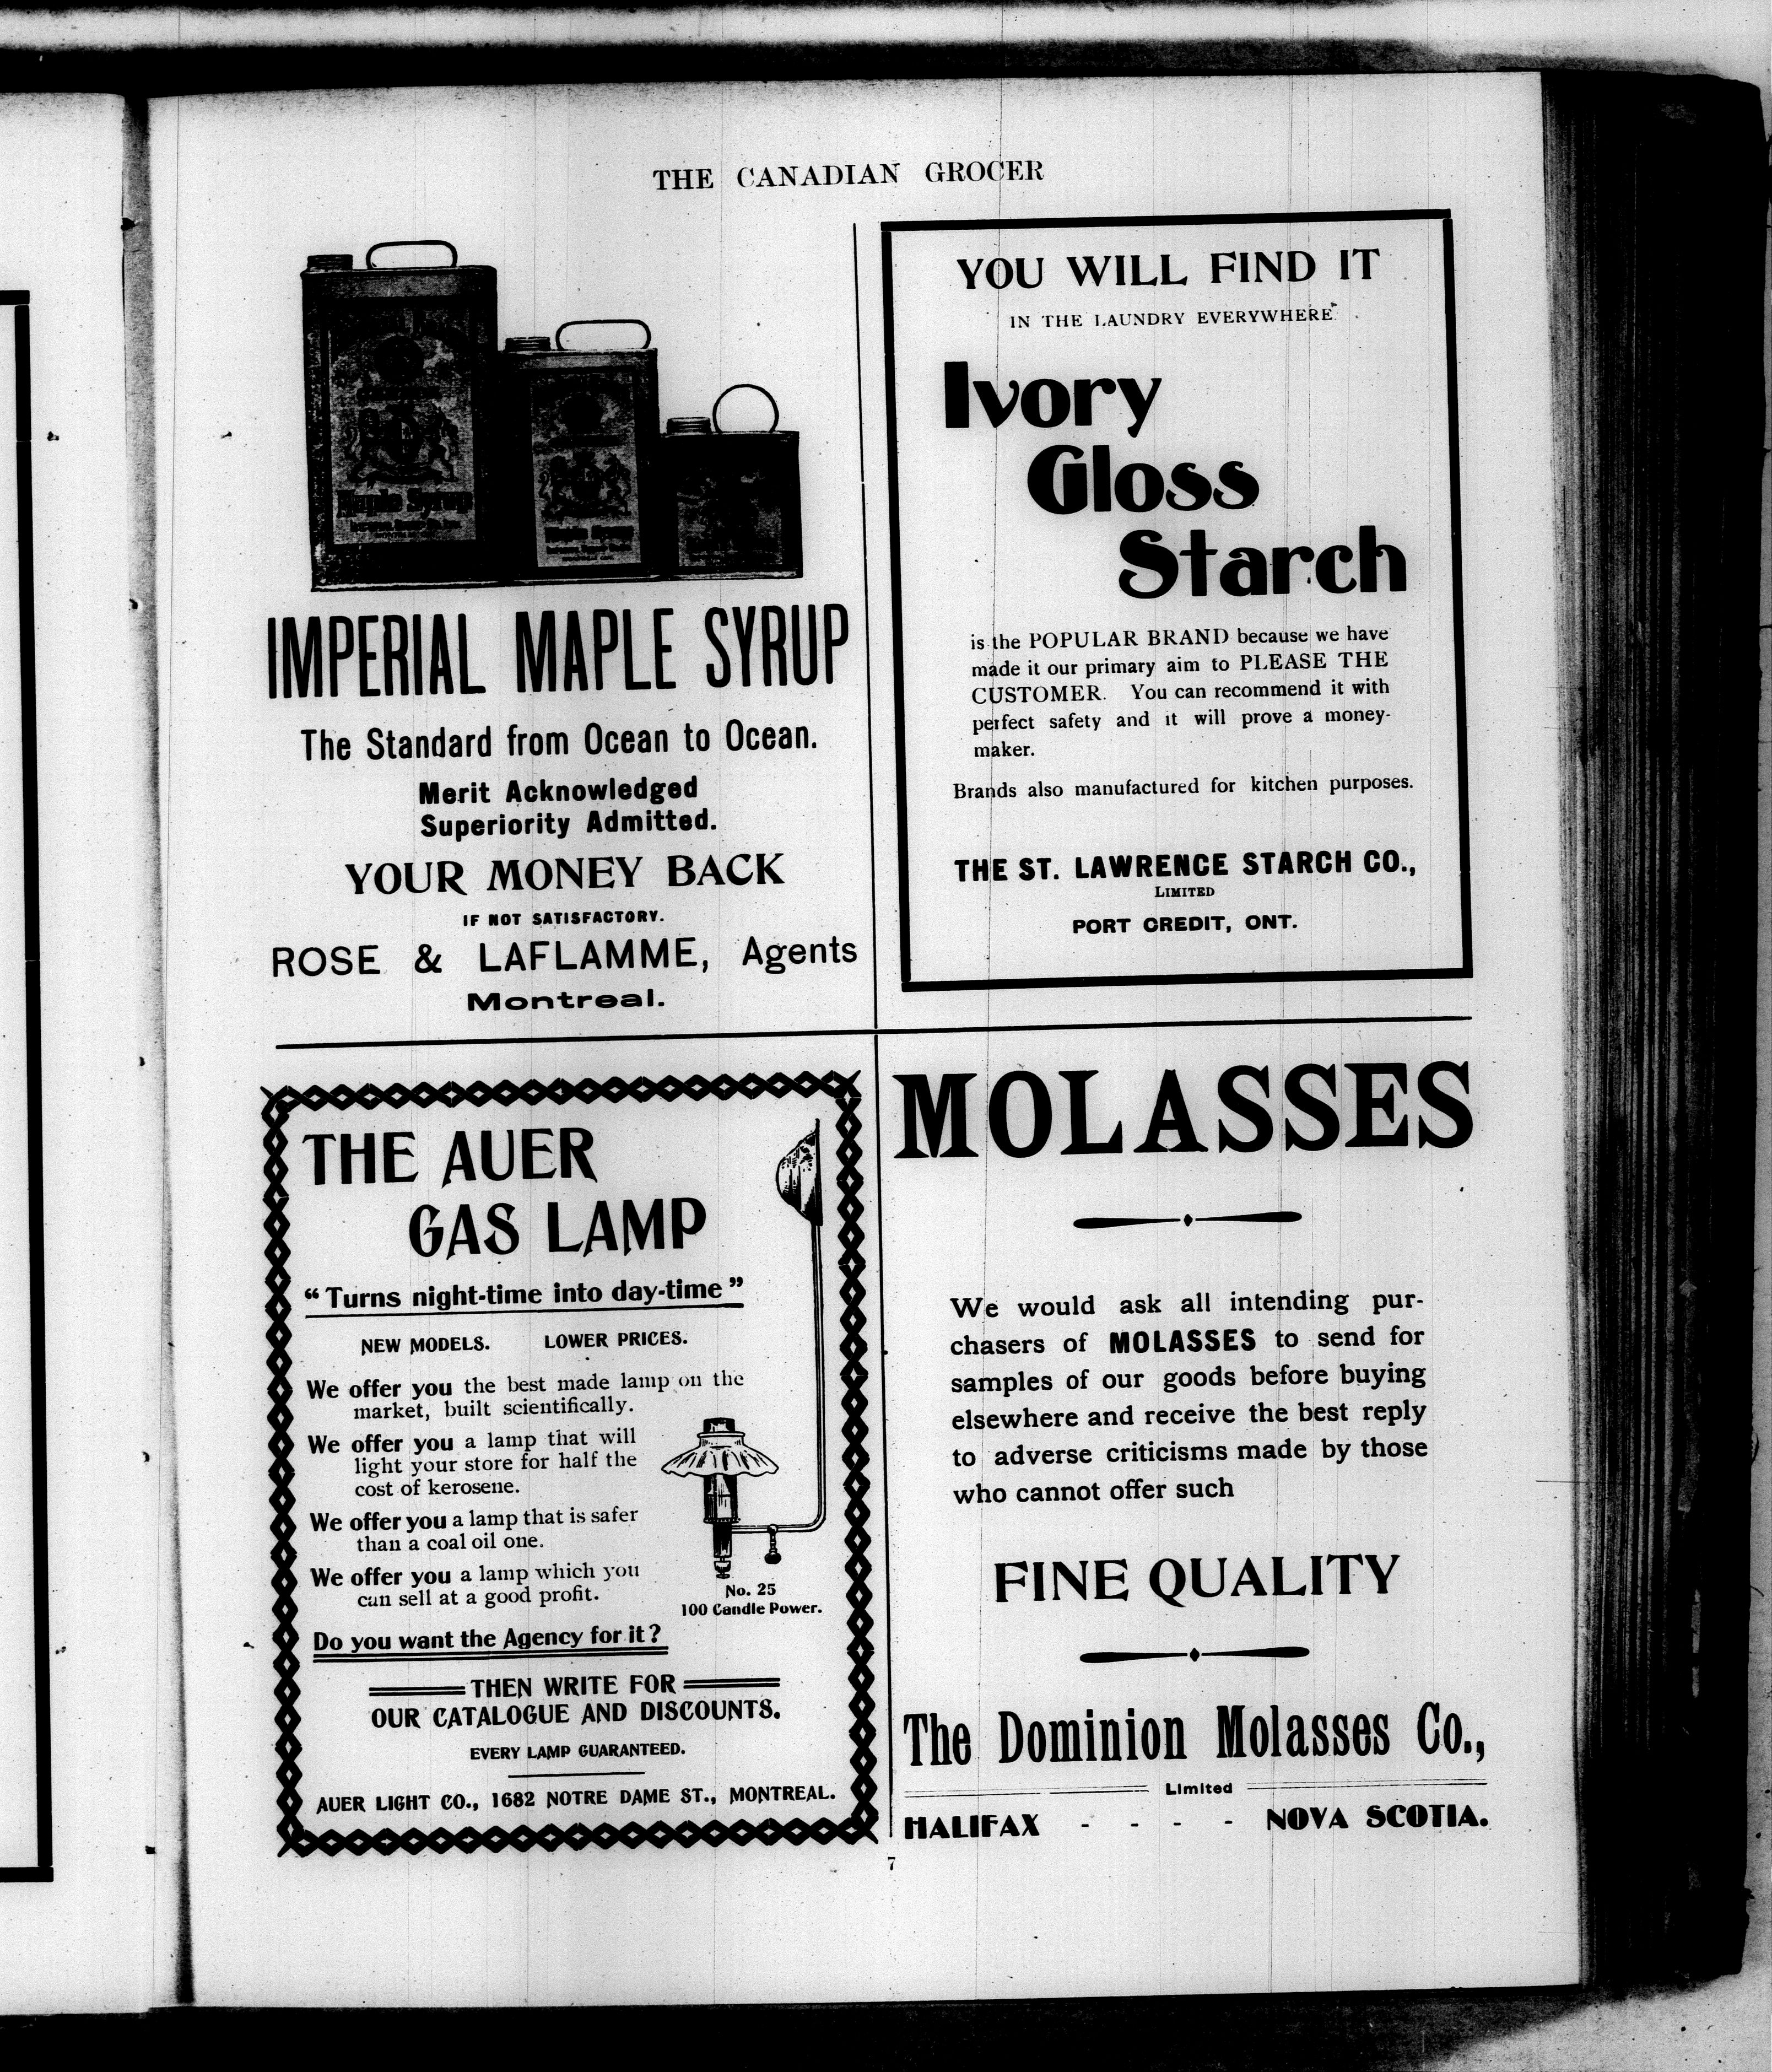 THE CANADIAN GROCER
Maple Syrup
IMPERIAL MAPLE SYRUP
The Standard from Ocean to Ocean.
Merit Acknowledged
Superiority Admitted.
YOUR MONEY BACK
IF NOT SATISFACTORY.
ROSE & LAFLAMME, Agents
Montreal.
YOU WILL FIND IT
IN THE LAUNDRY EVERYWHERE
Ivory
Gloss
Starch
is the POPULAR BRAND because we have
made it our primary aim to PLEASE THE
CUSTOMER. You can recommend it with
perfect safety and it will prove a money-
maker.
Brands also manufactured for kitchen purposes.
THE ST. LAWRENCE STARCH CO.,
LIMITED
PORT CREDIT, ONT.
THE AUER
GAS LAMP
"Turns night-time into day-time"
NEW MODELS. LOWER PRICES.
We offer you the best made lamp on the
market, built scientifically.
We offer you a lamp that will
light your store for half the
cost of kerosene.
We offer you a lamp that is safer
than a coal oil one.
We offer you a lamp which you
can sell at a good profit.
No. 25
100 Candle Power.
Do you want the Agency for it?
THEN WRITE FOR
OUR CATALOGUE AND DISCOUNTS.
EVERY LAMP GUARANTEED.
AUER LIGHT CO., 1682 NOTRE DAME ST., MONTREAL.
MOLASSES
We would ask all intending pur-
chasers of MOLASSES to send for
samples of our goods before buying
elsewhere and receive the best reply
to adverse criticisms made by those
who cannot offer such
FINE QUALITY
The Dominion Molasses Co.,
Limited
HALIFAX - - - - NOVA SCOTIA.
7